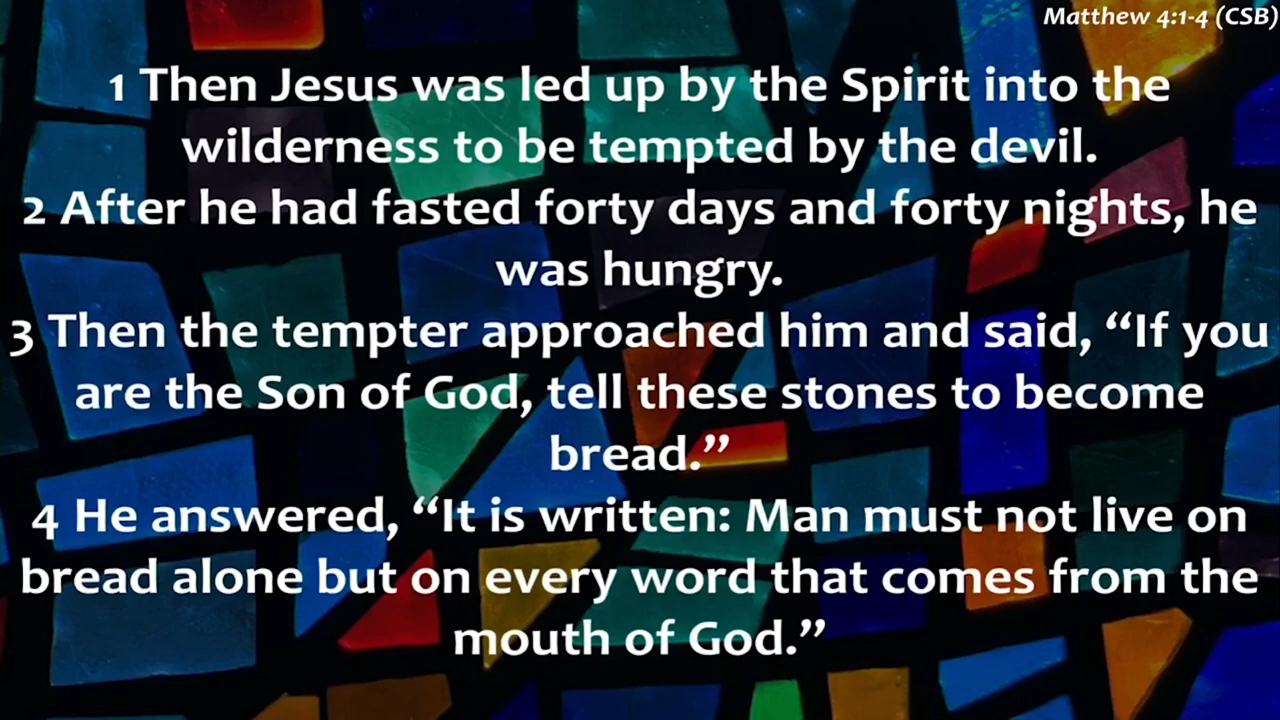 Matthew 4:1-4 (CSB)
1 Then Jesus was led up by the Spirit into the
wilderness to be tempted by the devil.
2 After he had fasted forty days and forty nights, he
was hungry.
3 Then the tempter approached him and said, “If you
are the Son of God, tell these stones to become
bread.”
4 He answered, “It is written: Man must not live on
bread alone but on every word that comes from the
mouth of God.”